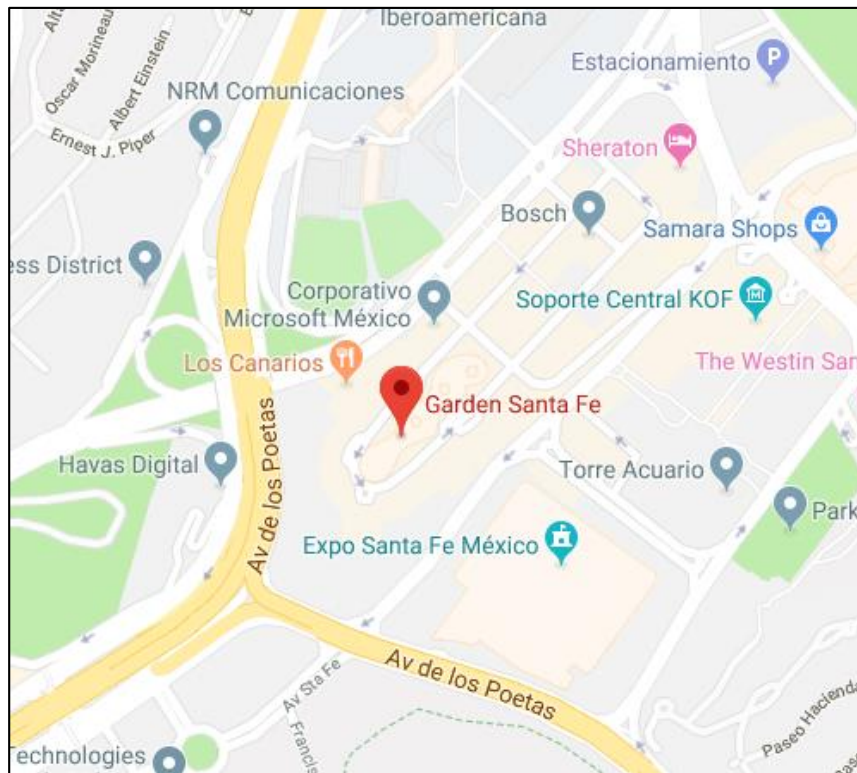 Iberoamericana
Oscar Morineau
Albert Einstein
Ernest J. Piper
NRM Comunicaciones
Estacionamiento
P
Sheraton
Bosch
Samara Shops
ess District
Corporativo
Microsoft México
Soporte Central KOF
Los Canarios
The Westin San
Garden Santa Fe
Av de los Poetas
Havas Digital
Torre Acuario
Park
Expo Santa Fe México
Av de los Poetas
Av Sta Fe
Francis
Paseo Hacienda
Technologies